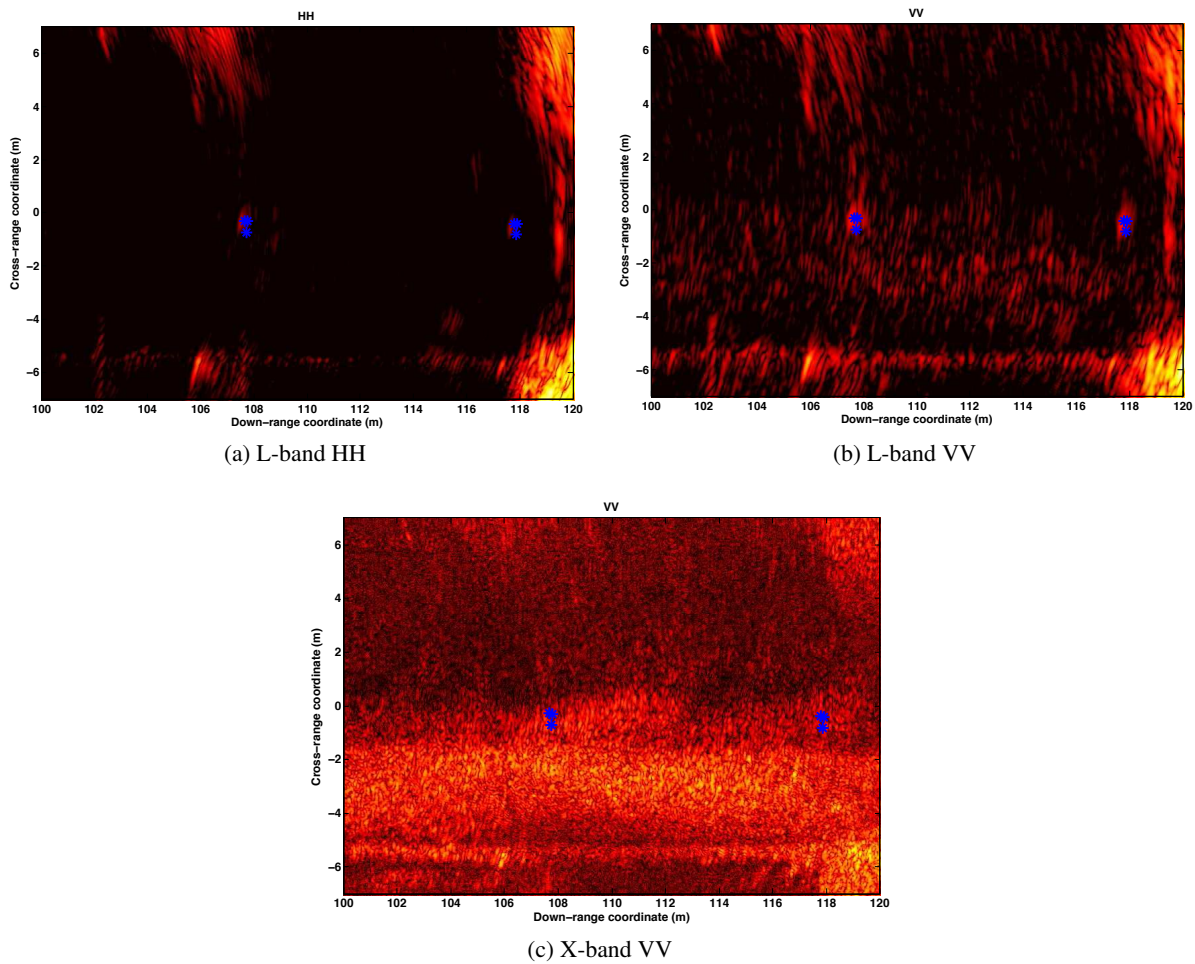 HH
Cross-range coordinate (m)
6
4
2
0
−2
−4
−6
100 102 104 106 108 110 112 114 116 118 120
Down-range coordinate (m)
(a) L-band HH
VV
Cross-range coordinate (m)
6
4
2
0
−2
−4
−6
100 102 104 106 108 110 112 114 116 118 120
Down-range coordinate (m)
(b) L-band VV
VV
Cross-range coordinate (m)
6
4
2
0
−2
−4
−6
100 102 104 106 108 110 112 114 116 118 120
Down-range coordinate (m)
(c) X-band VV